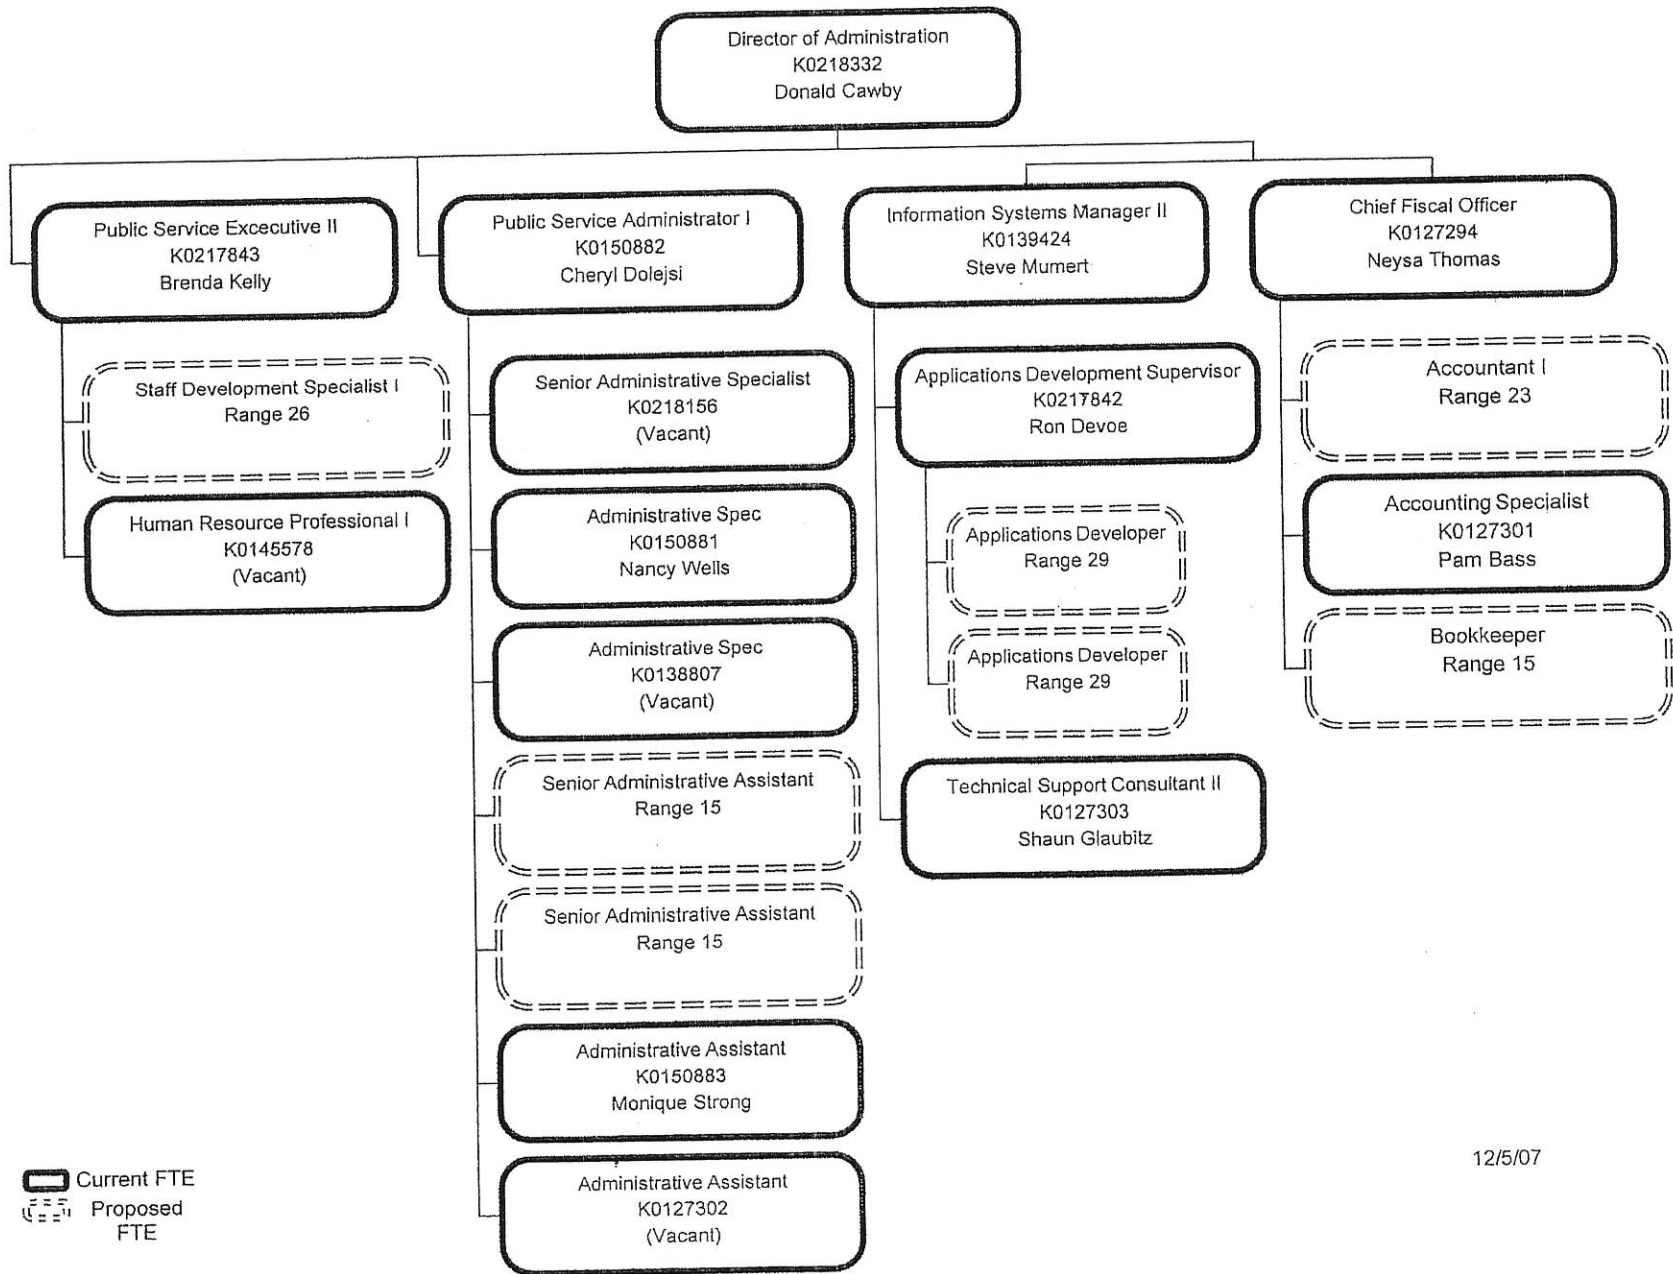 Director of Administration
K0218332
Donald Cawby
Public Service Excecutive II
K0217843
Brenda Kelly
Staff Development Specialist I
Range 26
Human Resource Professional I
K0145578
(Vacant)
Public Service Administrator I
K0150882
Cheryl Dolejsi
Senior Administrative Specialist
K0218156
(Vacant)
Administrative Spec
K0150881
Nancy Wells
Administrative Spec
K0138807
(Vacant)
Senior Administrative Assistant
Range 15
Senior Administrative Assistant
Range 15
Administrative Assistant
K0150883
Monique Strong
Administrative Assistant
K0127302
(Vacant)
Information Systems Manager II
K0139424
Steve Mumert
Applications Development Supervisor
K0217842
Ron Devoe
Applications Developer
Range 29
Applications Developer
Range 29
Technical Support Consultant II
K0127303
Shaun Glaubitz
Chief Fiscal Officer
K0127294
Neysa Thomas
Accountant I
Range 23
Accounting Specialist
K0127301
Pam Bass
Bookkeeper
Range 15
Current FTE
Proposed
FTE
12/5/07